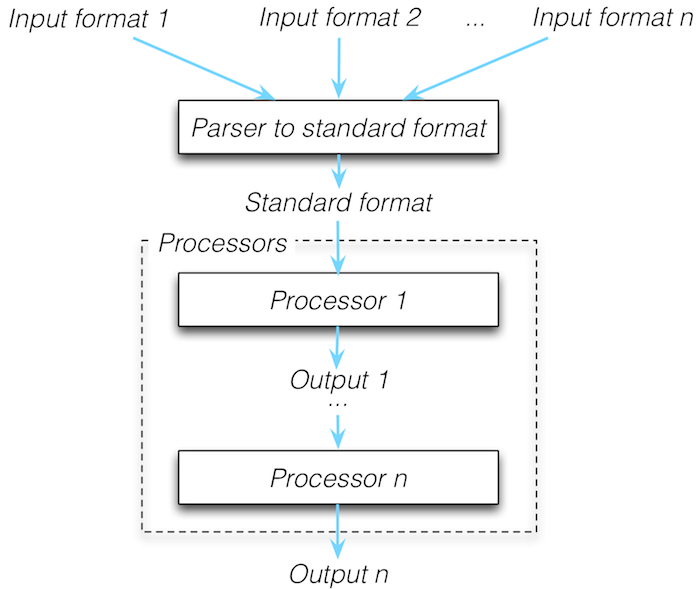 Input format 1 Input format 2 ... Input format n
Parser to standard format
Standard format
Processors
Processor 1
Output 1
...
Processor n
Output n